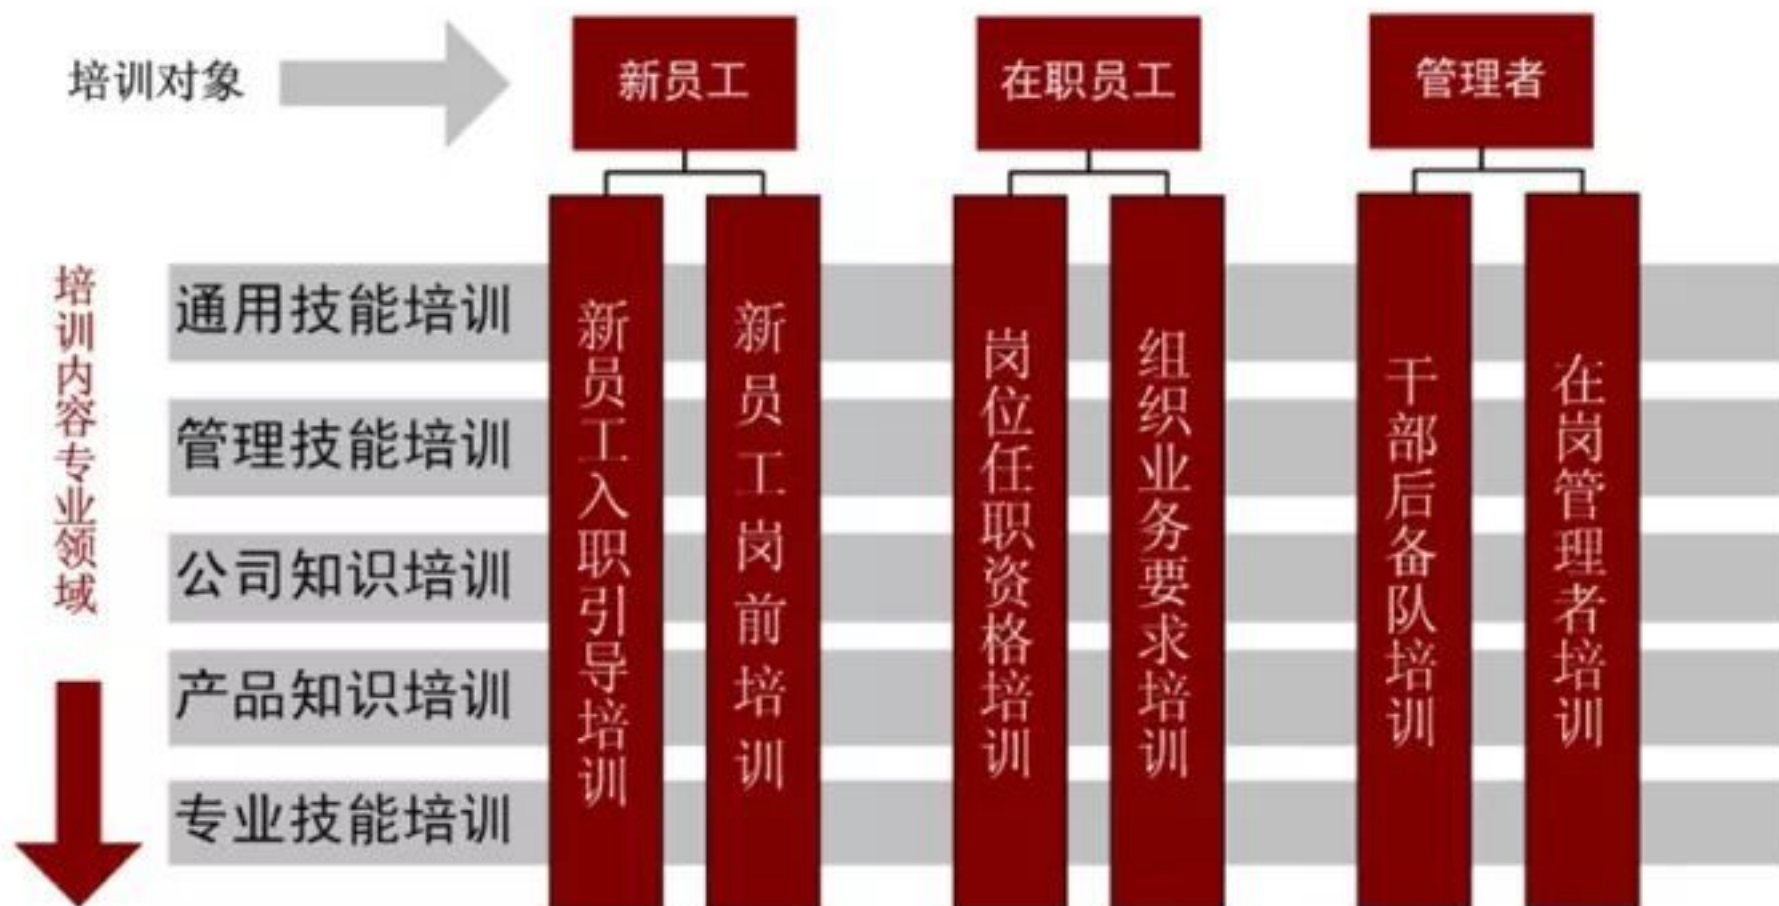 培训对象
新员工
在职员工
管理者
培训内容专业领域
通用技能培训
管理技能培训
公司知识培训
产品知识培训
专业技能培训
新员工入职引导培训
新员工岗前培训
岗位任职资格培训
组织业务要求培训
干部后备队培训
在岗管理者培训